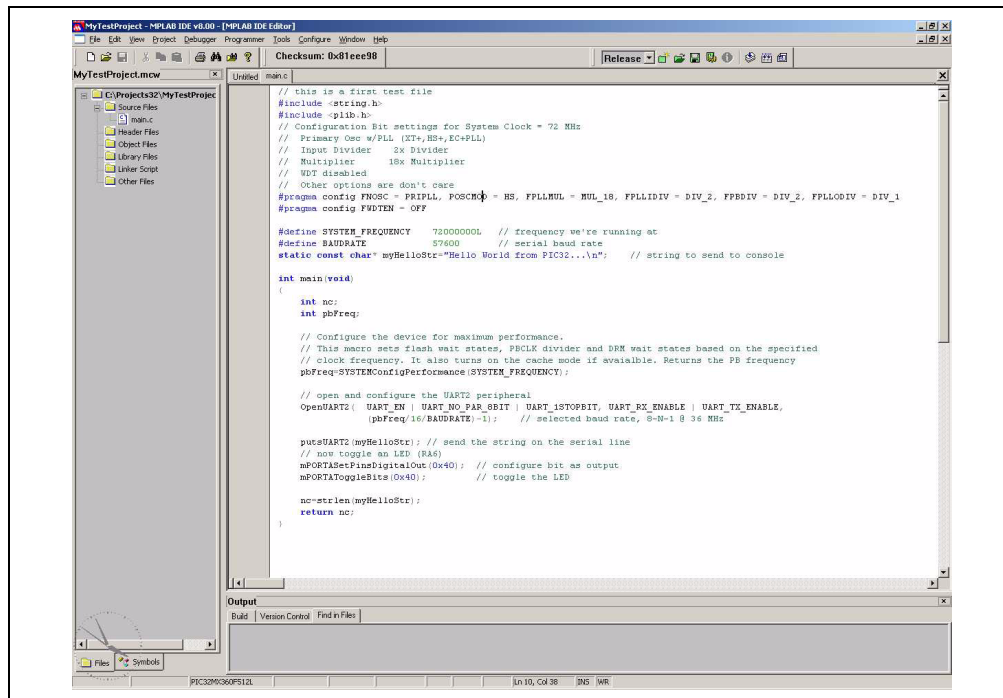 MyTestProject - MPLAB IDE v8.00 - [MPLAB IDE Editor]
File Edit View Project Debugger Programmer Tools Configure Window Help
Checksum: 0x81eee98
Release
MyTestProject.mcw
Untitled main.c
C:\Projects32\MyTestProjec
Source Files
main.c
Header Files
Object Files
Library Files
Linker Script
Other Files
// this is a first test file
#include <string.h>
#include <plib.h>
// Configuration Bit settings for System Clock = 72 MHz
// Primary Osc w/PLL (XT+,HS+,EC+PLL)
// Input Divider 2x Divider
// Multiplier 18x Multiplier
// WDT disabled
// Other options are don't care
#pragma config FNOSC = PRIPLL, POSCMOD = HS, FPLLMUL = MUL_18, FPLLIDIV = DIV_2, FPBDIV = DIV_2, FPLLODIV = DIV_1
#pragma config FWDTEN = OFF
#define SYSTEM_FREQUENCY 72000000L // frequency we're running at
#define BAUDRATE 57600 // serial baud rate
static const char* myHelloStr="Hello World from PIC32...\n"; // string to send to console
int main(void)
{
int nc;
int pbFreq;
// Configure the device for maximum performance.
// This macro sets flash wait states, PBCLK divider and DRM wait states based on the specified
// clock frequency. It also turns on the cache mode if avaialble. Returns the PB frequency
pbFreq=SYSTEMConfigPerformance(SYSTEM_FREQUENCY);
// open and configure the UART2 peripheral
OpenUART2( UART_EN | UART_NO_PAR_8BIT | UART_1STOPBIT, UART_RX_ENABLE | UART_TX_ENABLE,
(pbFreq/16/BAUDRATE)-1); // selected baud rate, 8-N-1 @ 36 MHz
putsUART2(myHelloStr); // send the string on the serial line
// now toggle an LED (RA6)
mPORTASetPinsDigitalOut(0x40); // configure bit as output
mPORTAToggleBits(0x40); // toggle the LED
nc=strlen(myHelloStr);
return nc;
}
Output
Build Version Control Find in Files
Files Symbols
PIC32MX360F512L Ln 10, Col 38 INS WR